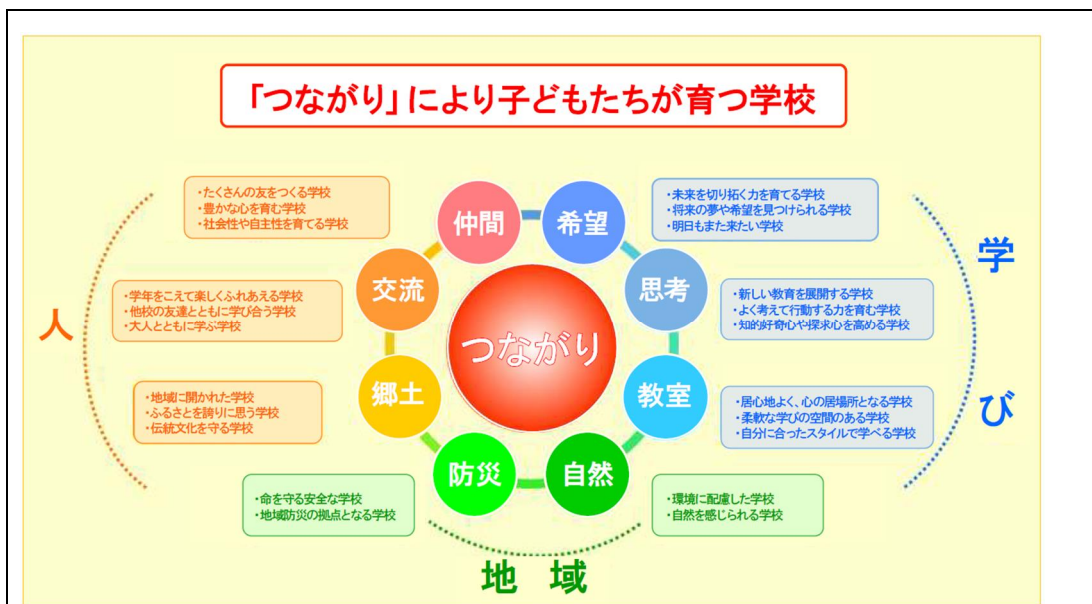 「つながり」により子どもたちが育つ学校
・たくさんの友をつくる学校
・豊かな心を育む学校
・社会性や自主性を育てる学校
仲間
希望
・未来を切り拓く力を育てる学校
・将来の夢や希望を見つけられる学校
・明日もまた来たい学校
人
・学年をこえて楽しくふれあえる学校
・他校の友達とともに学び合う学校
・大人とともに学ぶ学校
交流
つながり
思考
・新しい教育を展開する学校
・よく考えて行動する力を育む学校
・知的好奇心や探求心を高める学校
学び
・地域に開かれた学校
・ふるさとを誇りに思う学校
・伝統文化を守る学校
郷土
教室
・居心地よく、心の居場所となる学校
・柔軟な学びの空間のある学校
・自分に合ったスタイルで学べる学校
・命を守る安全な学校
・地域防災の拠点となる学校
防災
自然
・環境に配慮した学校
・自然を感じられる学校
地 域